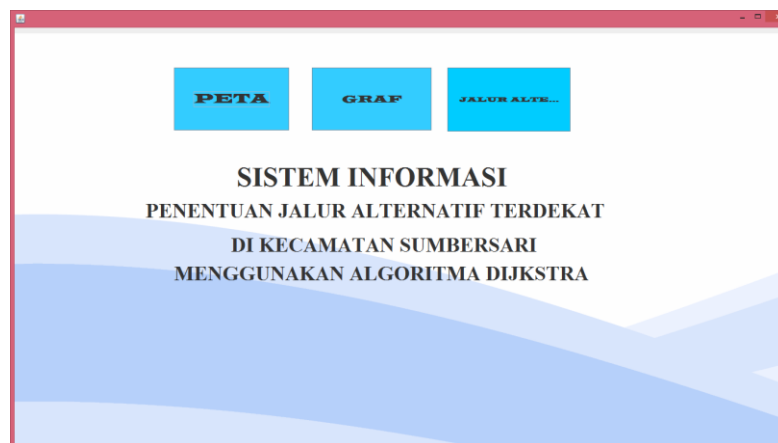 PETA
GRAF
JALUR ALTE...
SISTEM INFORMASI
PENENTUAN JALUR ALTERNATIF TERDEKAT
DI KECAMATAN SUMBERSARI
MENGGUNAKAN ALGORITMA DIJKSTRA